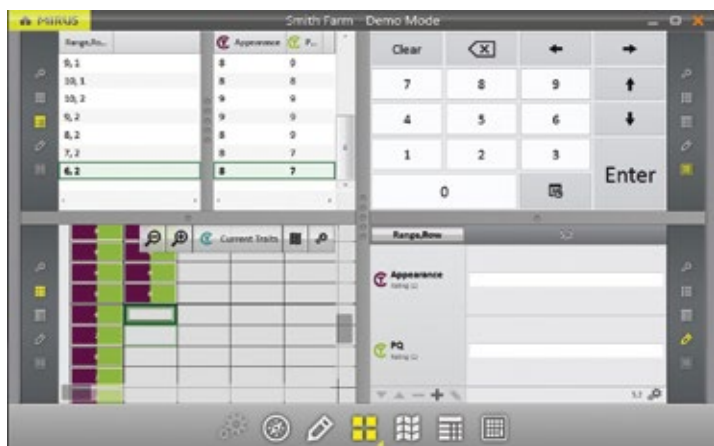 MIRUS
Smith Farm Demo Mode
Range,Ro...
Appearance P...
9, 1 8 9
10, 1 8 8
10, 2 9 9
9, 2 9 9
8, 2 8 9
7, 2 8 7
6, 2 8 7
Clear
7 8 9
4 5 6
1 2 3
Enter
0
Current Traits
Range,Row
Appearance
PQ